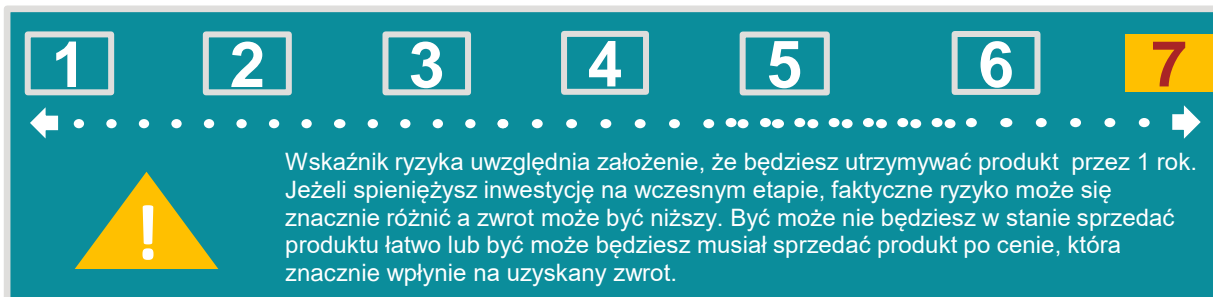 1 2 3 4 5 6 7
!
Wskaźnik ryzyka uwzględnia założenie, że będziesz utrzymywać produkt przez 1 rok.
Jeżeli spieniężysz inwestycję na wczesnym etapie, faktyczne ryzyko może się
znacznie różnić a zwrot może być niższy. Być może nie będziesz w stanie sprzedać
produktu łatwo lub być może będziesz musiał sprzedać produkt po cenie, która
znacznie wpłynie na uzyskany zwrot.